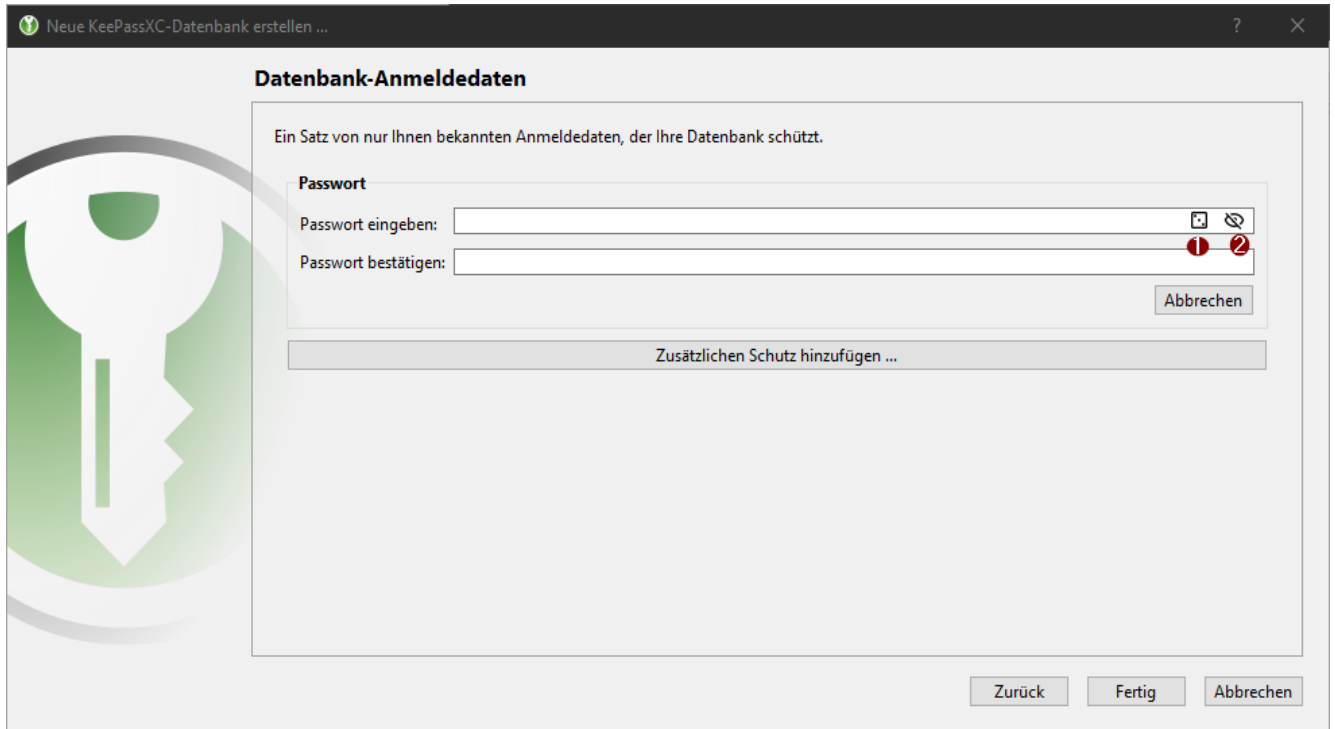 Neue KeePassXC-Datenbank erstellen ...
?
Datenbank-Anmeldedaten
Ein Satz von nur Ihnen bekannten Anmeldedaten, der Ihre Datenbank schützt.
Passwort
Passwort eingeben:
1 2
Passwort bestätigen:
Abbrechen
Zusätzlichen Schutz hinzufügen ...
Zurück Fertig Abbrechen